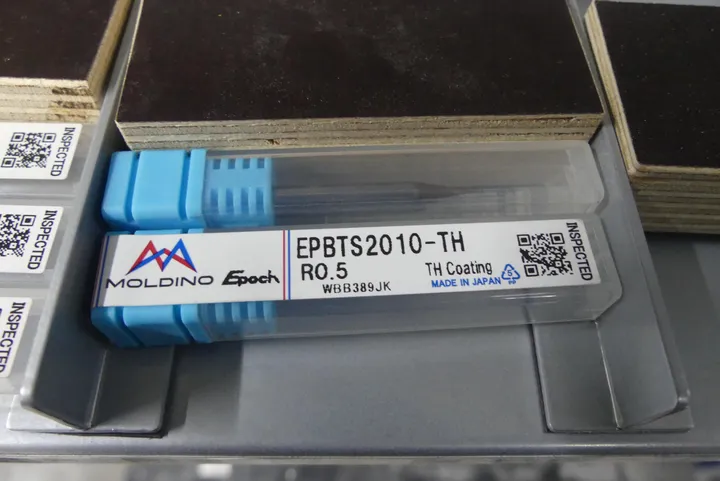 INSPECTED
INSPECTED
INSPECTED
MOLDINO
Epoch
EPBTS2010-TH
R0.5
TH Coating
WBB389JK
MADE IN JAPAN
INSPECTED